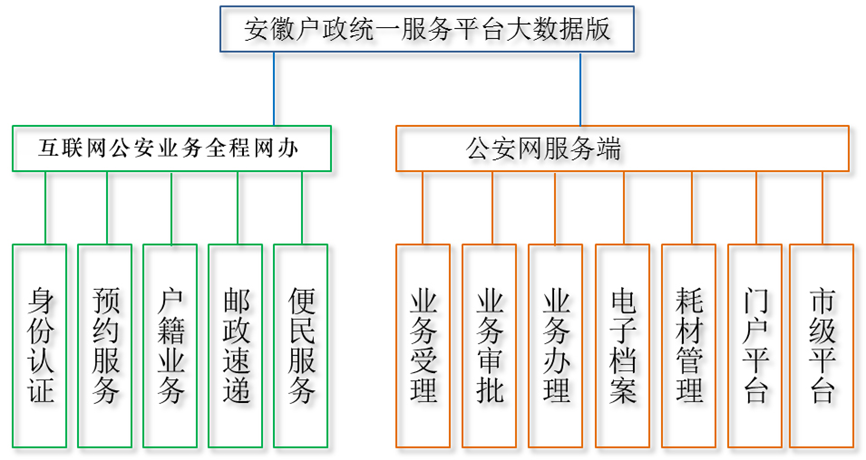 安徽户政统一服务平台大数据版
互联网公安业务全程网办
公安网服务端
身份认证
预约服务
户籍业务
邮政速递
便民服务
业务受理
业务审批
业务办理
电子档案
耗材管理
门户平台
市级平台